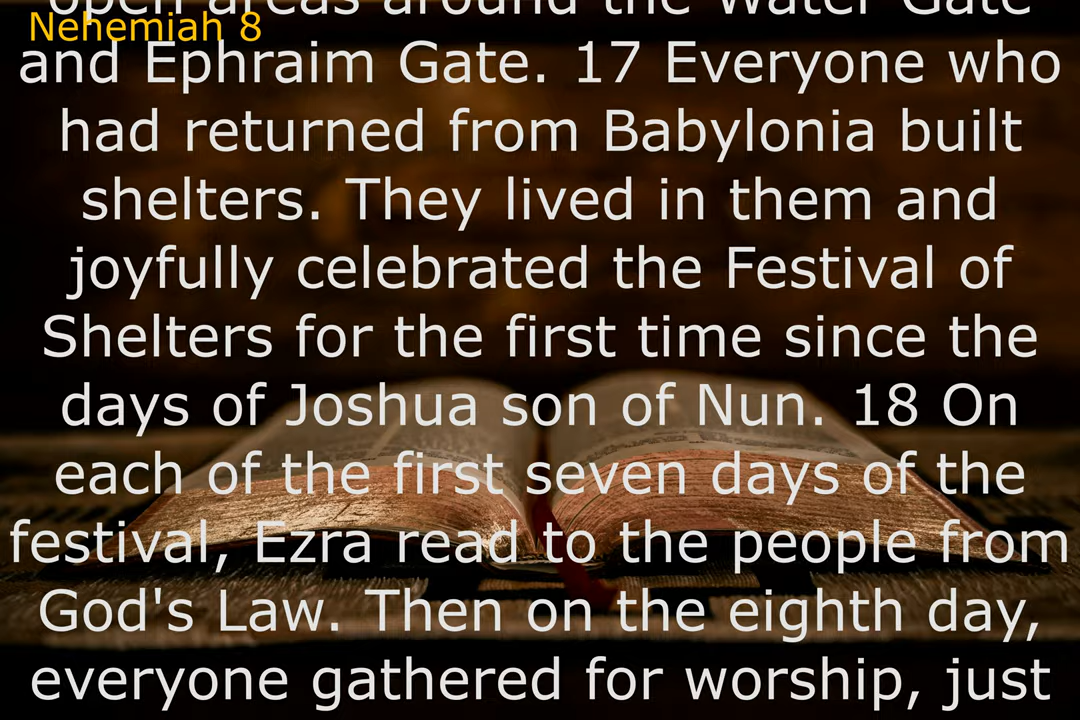 open areas around the Water Gate
Nehemiah 8
and Ephraim Gate. 17 Everyone who
had returned from Babylonia built
shelters. They lived in them and
joyfully celebrated the Festival of
Shelters for the first time since the
days of Joshua son of Nun. 18 On
each of the first seven days of the
festival, Ezra read to the people from
God's Law. Then on the eighth day,
everyone gathered for worship, just